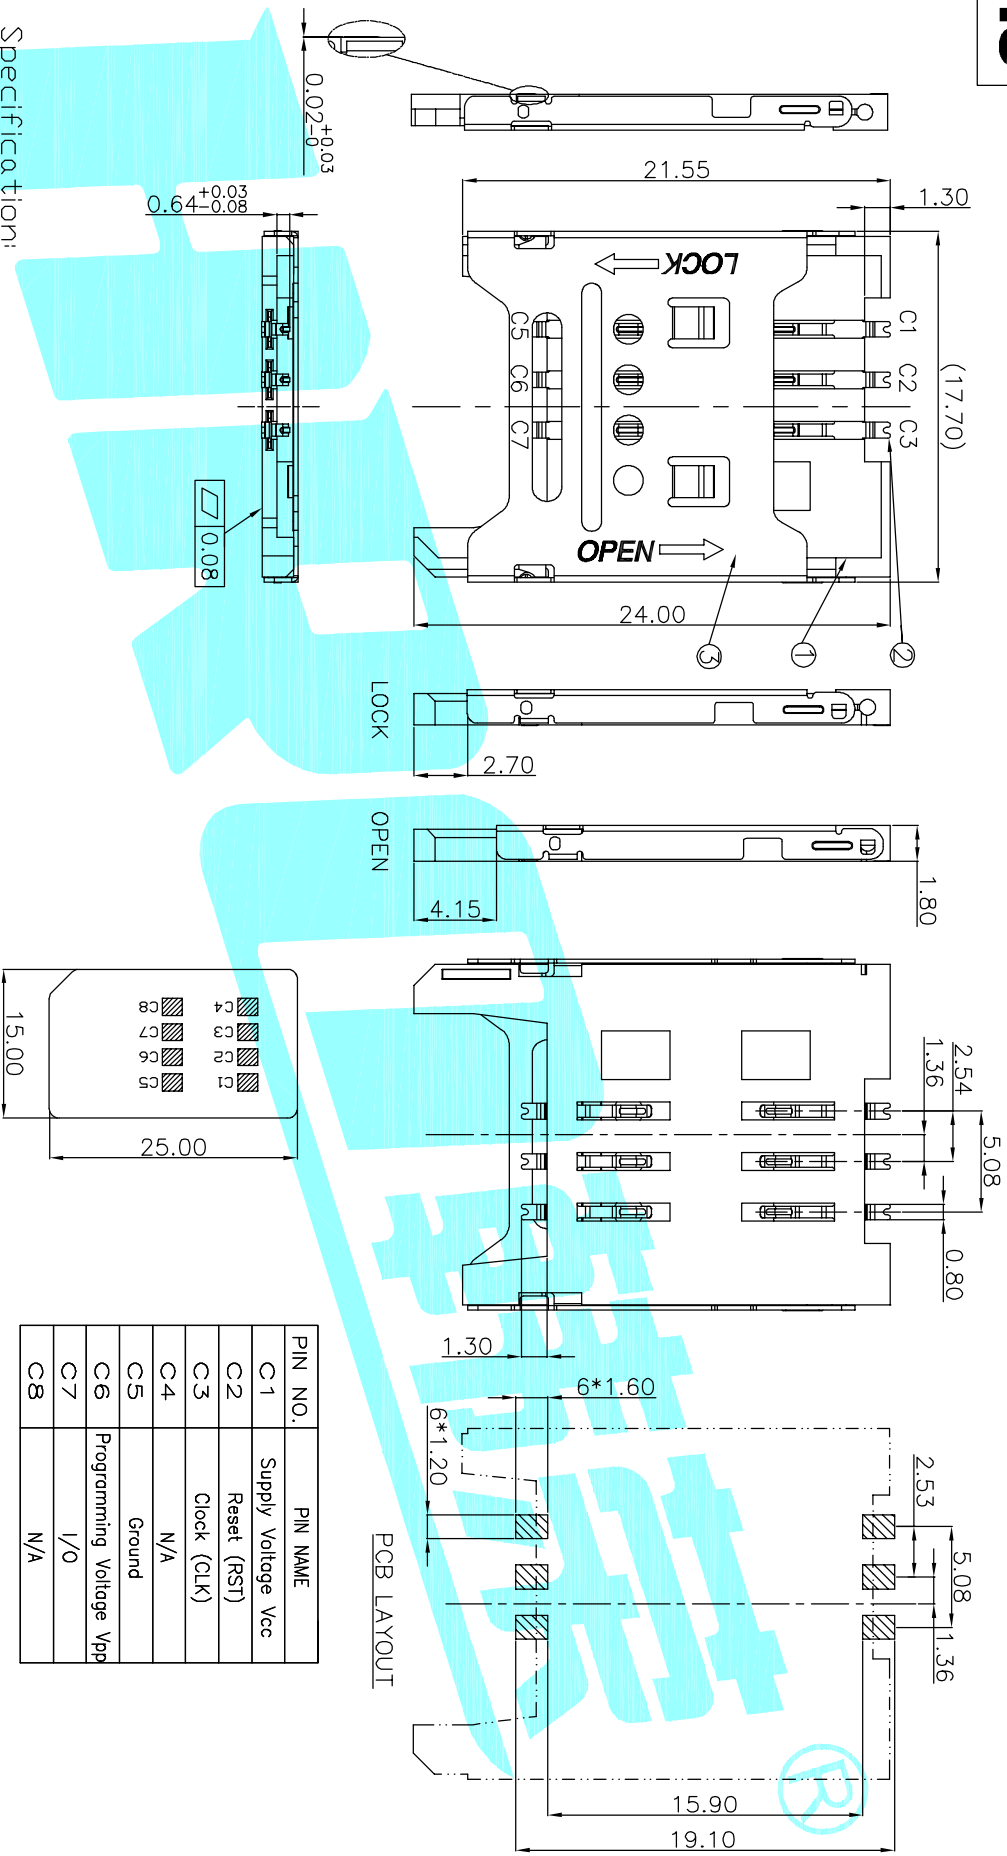 Specification:
0.02+0.03-0
0.64+0.03-0.08
0.08
21.55
1.30
LOCK
C1
C2
C3
C5
C6
C7
(17.70)
OPEN
24.00
1
2
3
LOCK
2.70
OPEN
4.15
1.80
C4
C3
C2
C1
C8
C7
C6
C5
15.00
25.00
2.54
1.36
5.08
0.80
1.30
6*1.60
6*1.20
2.53
5.08
1.36
15.90
19.10
PCB LAYOUT
PIN NO. PIN NAME
C1 Supply Voltage Vcc
C2 Reset (RST)
C3 Clock (CLK)
C4 N/A
C5 Ground
C6 Programming Voltage Vpp
C7 I/O
C8 N/A
®